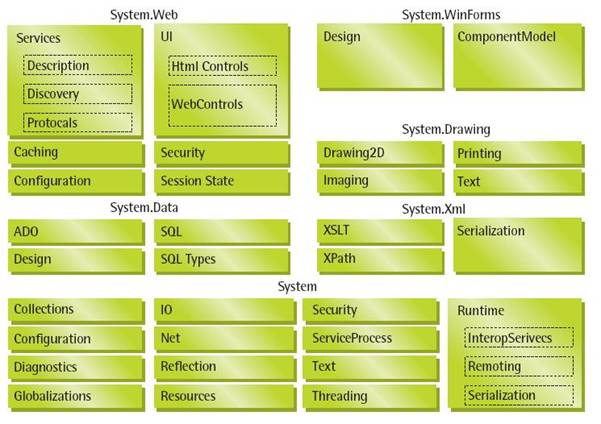 System.Web
Services
Description
Discovery
Protocals
UI
Html Controls
WebControls
Caching
Security
Configuration
Session State
System.WinForms
Design
ComponentModel
System.Drawing
Drawing2D
Printing
Imaging
Text
System.Data
ADO
SQL
Design
SQL Types
System.Xml
XSLT
XPath
Serialization
System
Collections
IO
Security
Configuration
Net
ServiceProcess
Diagnostics
Reflection
Text
Globalizations
Resources
Threading
Runtime
InteropSerivecs
Remoting
Serialization